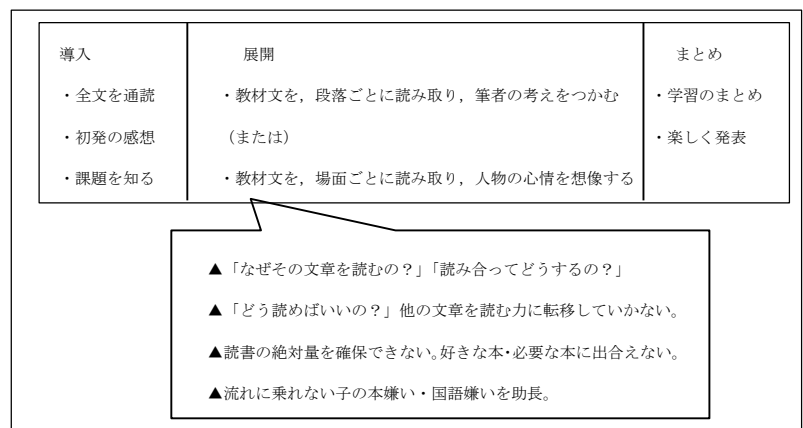 導入
・全文を通読
・初発の感想
・課題を知る
展開
・教材文を，段落ごとに読み取り，筆者の考えをつかむ
（または）
・教材文を，場面ごとに読み取り，人物の心情を想像する
まとめ
・学習のまとめ
・楽しく発表
▲「なぜその文章を読むの？」「読み合ってどうするの？」
▲「どう読めばいいの？」他の文章を読む力に転移していかない。
▲読書の絶対量を確保できない。好きな本・必要な本に出合えない。
▲流れに乗れない子の本嫌い・国語嫌いを助長。